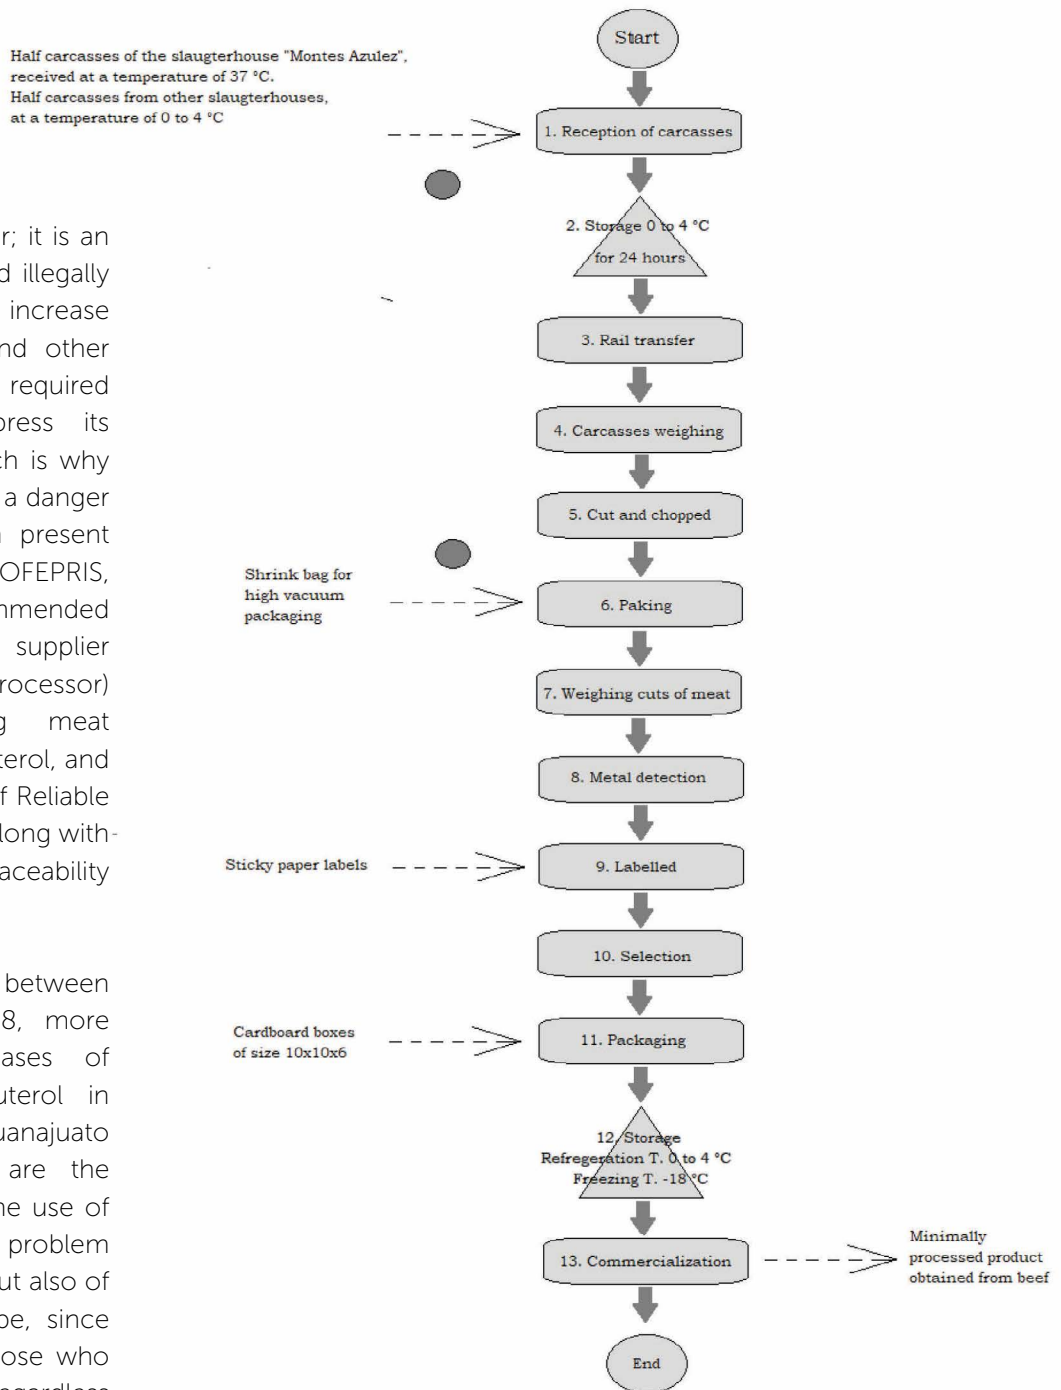 r; it is an
d illegally
increase
nd other
required
oress its
ch is why
a danger
n present
OFEPRIS,
mmended
supplier
rocessor)
g meat
uterol, and
f Reliable
long with
aceability
between
8, more
ases of
uterol in
uanajuato
are the
he use of
problem
ut also of
be, since
ose who
Start
Half carcasses of the slaugterhouse "Montes Azulez",
received at a temperature of 37 °C.
Half carcasses from other slaugterhouses,
at a temperature of 0 to 4 °C
1. Reception of carcasses
2. Storage 0 to 4 °C
for 24 hours
3. Rail transfer
4. Carcasses weighing
5. Cut and chopped
Shrink bag for
high vacuum
packaging
6. Paking
7. Weighing cuts of meat
8. Metal detection
Sticky paper labels
9. Labelled
10. Selection
Cardboard boxes
of size 10x10x6
11. Packaging
12. Storage
Refregeration T. 0 to 4 °C
Freezing T. -18 °C
13. Commercialization
Minimally
processed product
obtained from beef
End